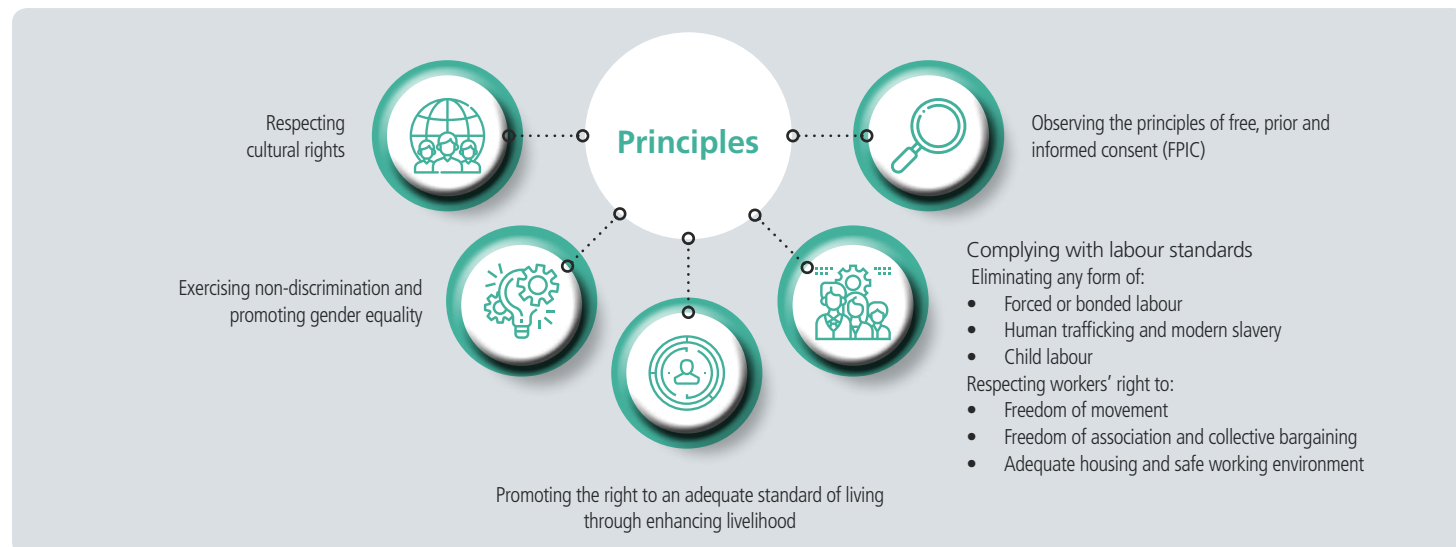 Principles
Respecting
cultural rights
Exercising non-discrimination and
promoting gender equality
Promoting the right to an adequate standard of living
through enhancing livelihood
Observing the principles of free, prior and
informed consent (FPIC)
Complying with labour standards
Eliminating any form of:
• Forced or bonded labour
• Human trafficking and modern slavery
• Child labour
Respecting workers’ right to:
• Freedom of movement
• Freedom of association and collective bargaining
• Adequate housing and safe working environment